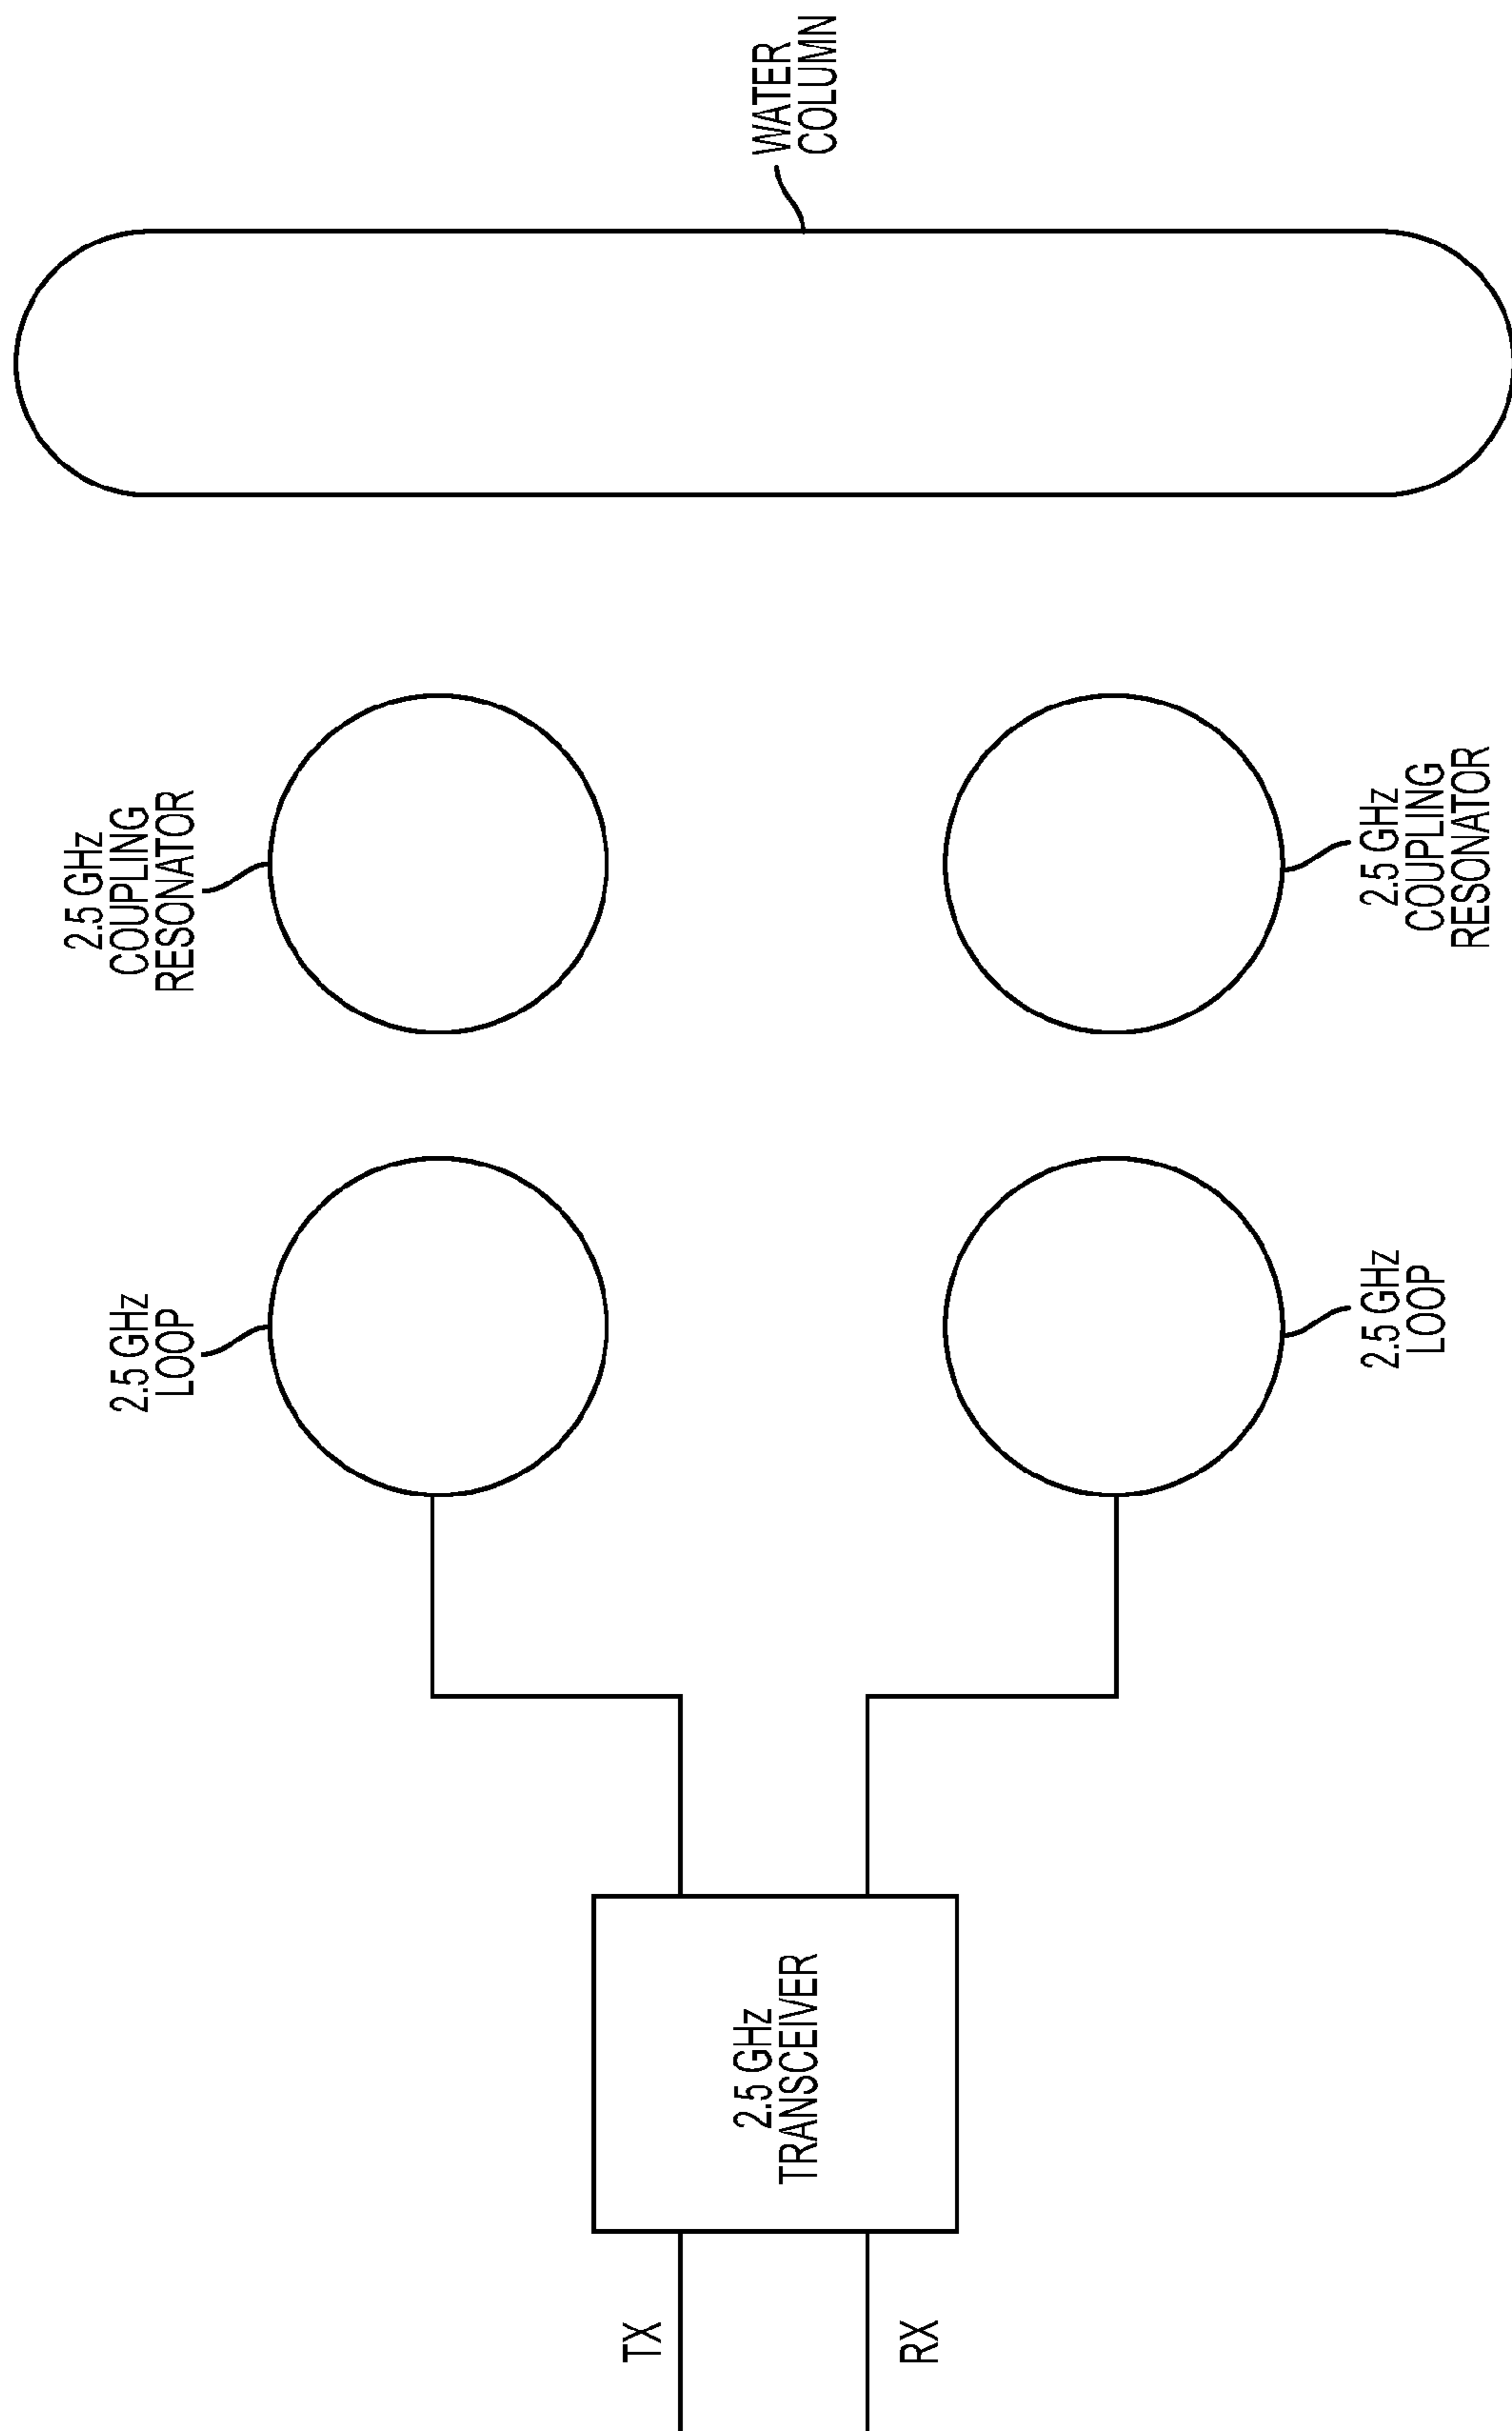 TX
RX
2.5 GHz
TRANSCEIVER
2.5 GHz
LOOP
2.5 GHz
COUPLING
RESONATOR
2.5 GHz
LOOP
2.5 GHz
COUPLING
RESONATOR
WATER
COLUMN